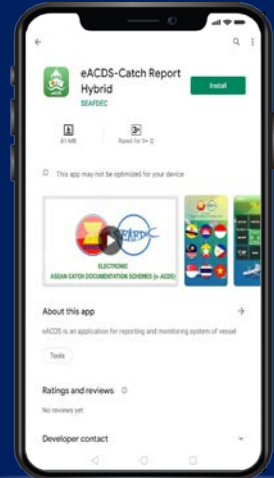 eACDS-Catch Report
Hybrid
SEAFDEC
Install
61 MB
Rated for 3+
This app may not be optimized for your device
SEAFDEC
ELECTRONIC
ASEAN CATCH DOCUMENTATION SCHEMES (e-ACDS)
About this app
eACDS is an application for reporting and monitoring system of vessel
Tools
Ratings and reviews
No reviews yet
Developer contact